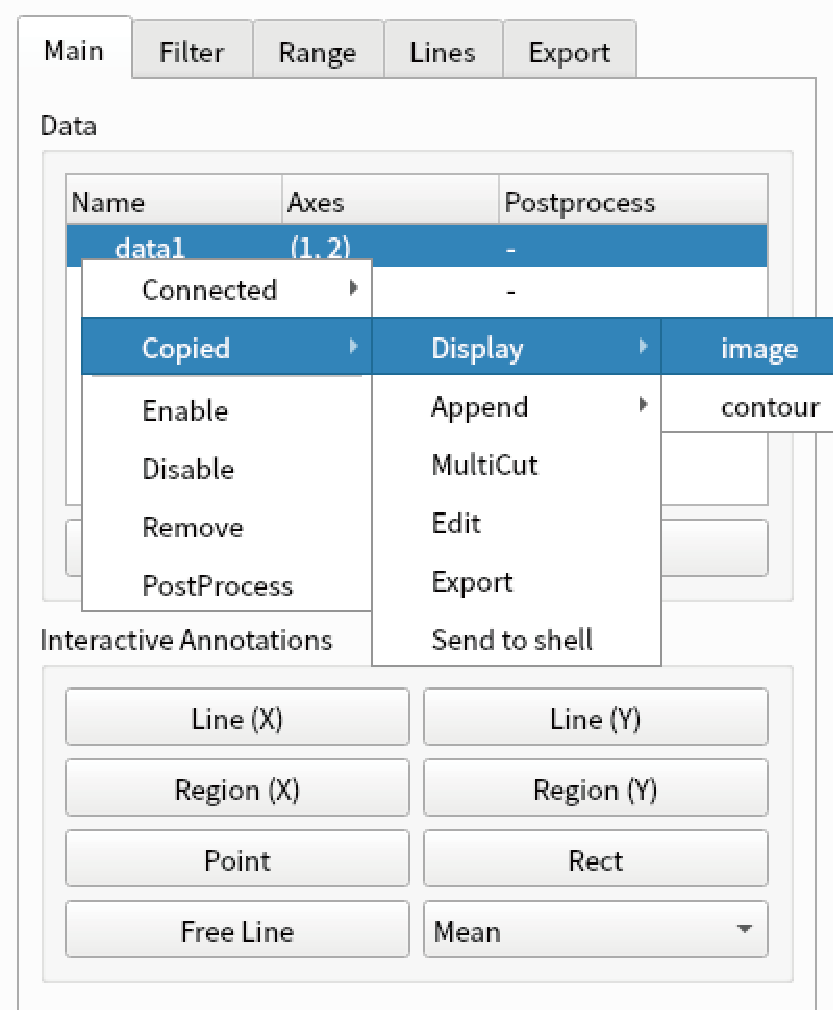 Main Filter Range Lines Export
Data
Name Axes Postprocess
data1 (1, 2) -
Connected -
Copied Display image
Append contour
Enable
MultiCut
Disable
Edit
Remove
Export
PostProcess
Send to shell
Interactive Annotations
Line (X) Line (Y)
Region (X) Region (Y)
Point Rect
Free Line Mean